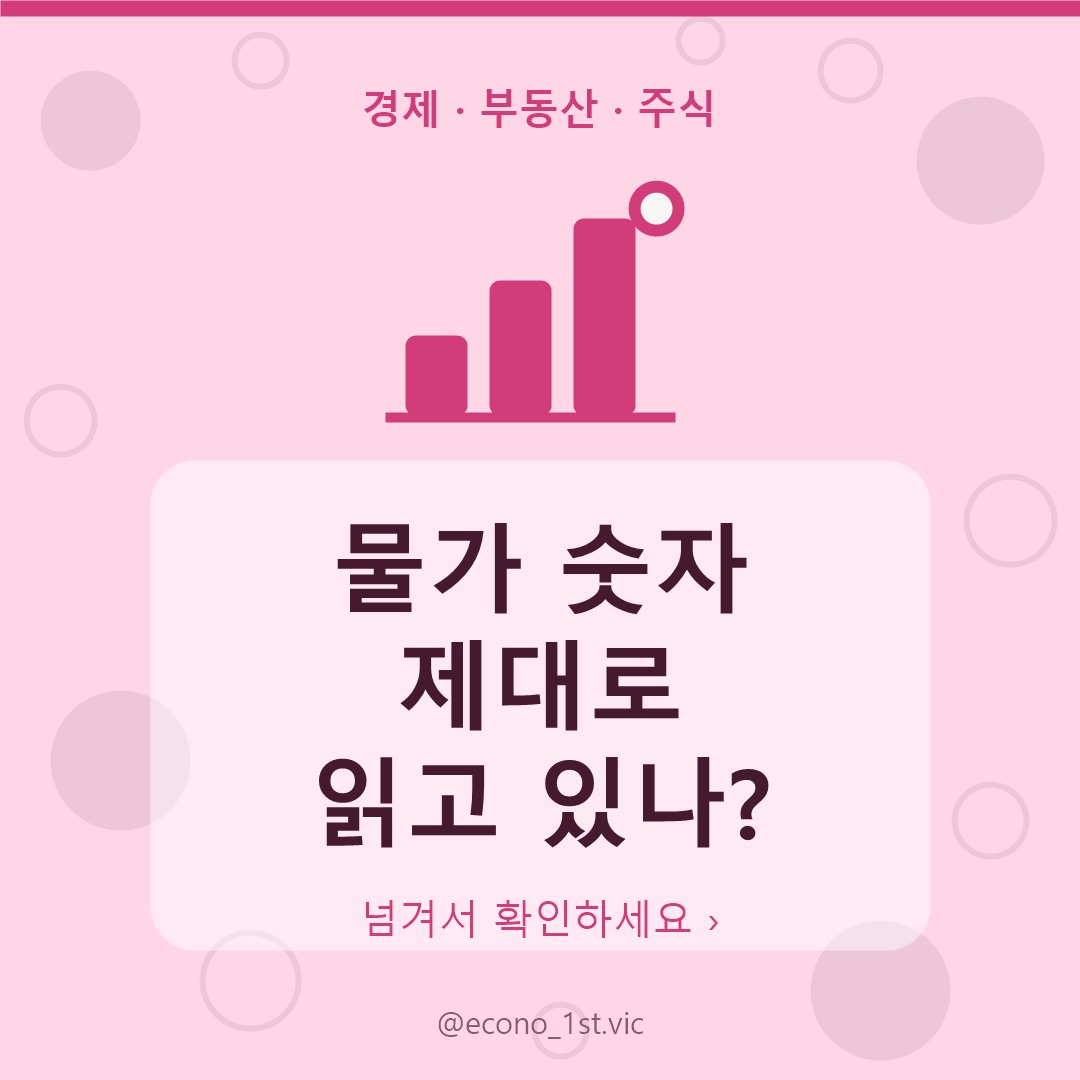 경제 · 부동산 · 주식
물가 숫자
제대로
읽고 있나?
넘겨서 확인하세요 ›
@econo_1st.vic